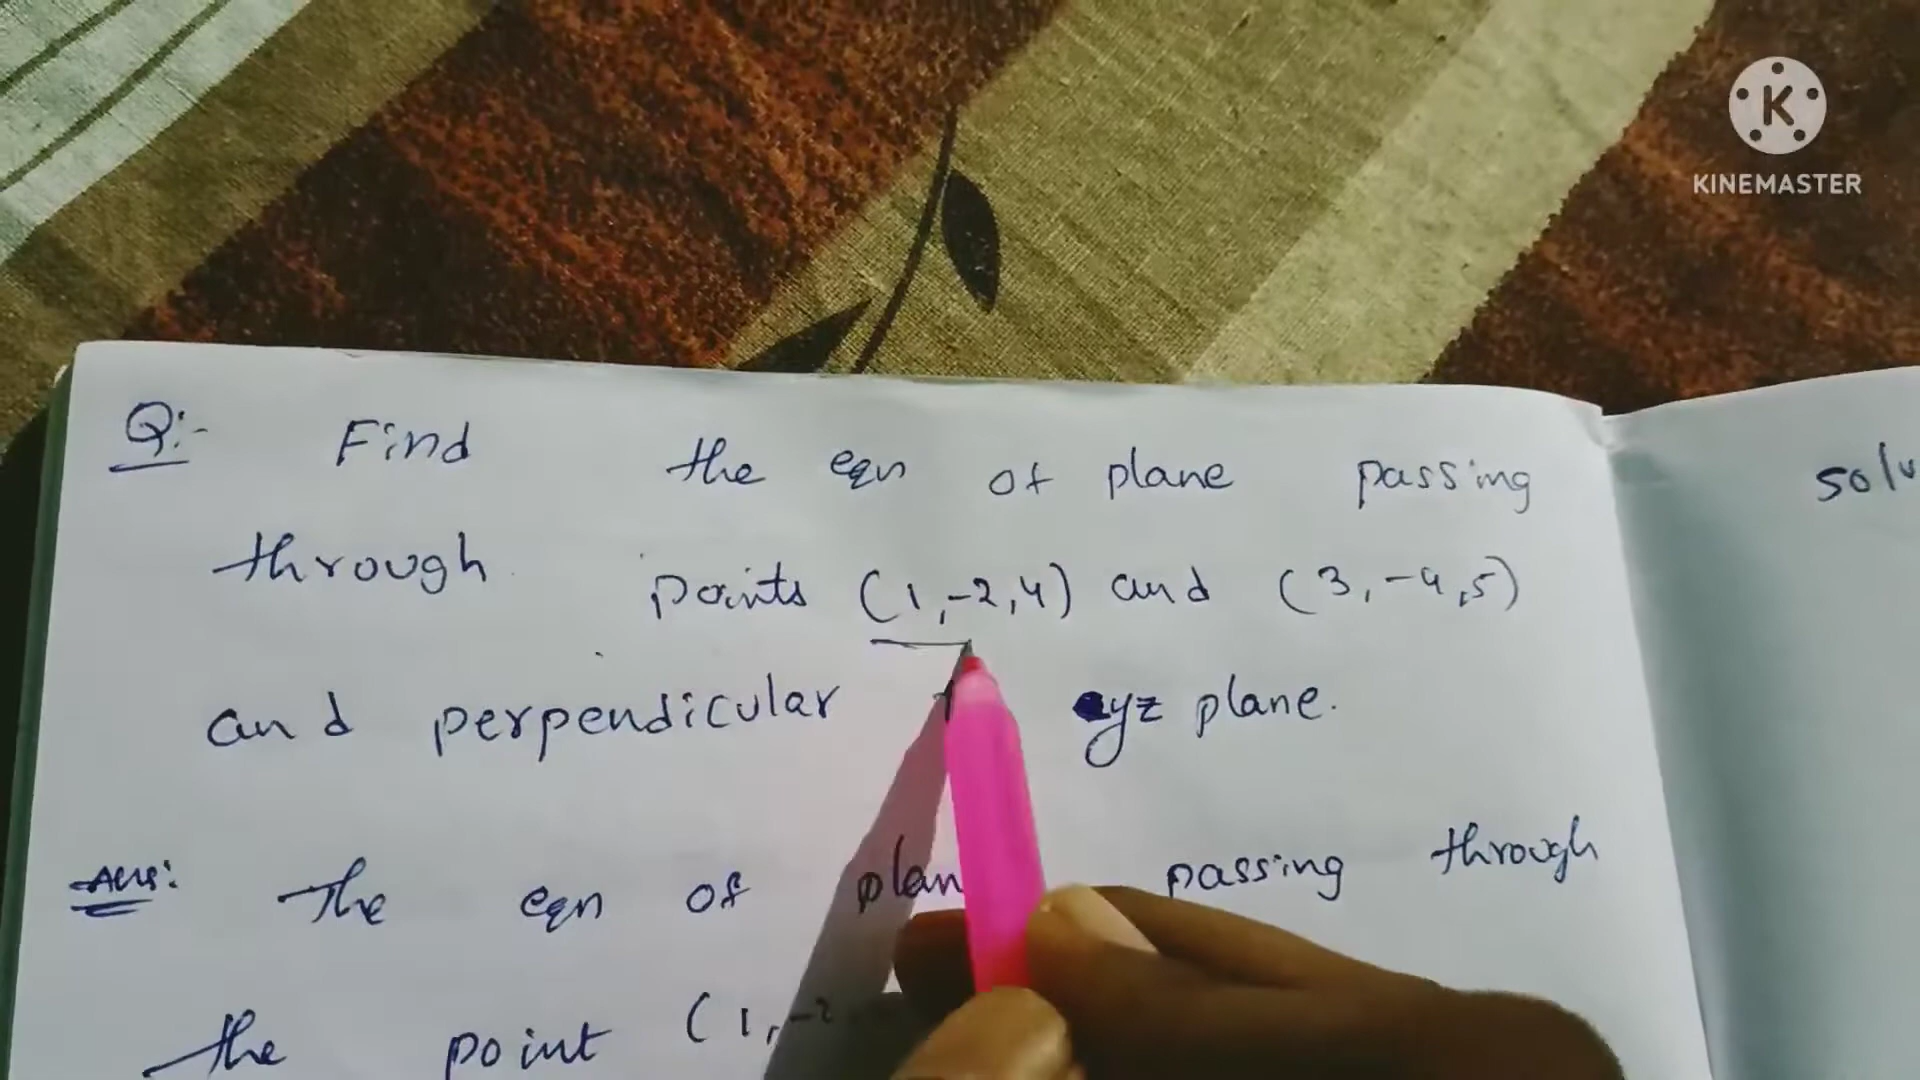 KINEMASTER
Q:- Find the eqn of plane passing
through points (1,-2,4) and (3,-4,5)
and perpendicular yz plane.
Ans: The eqn of plan passing through
the point (1,-2